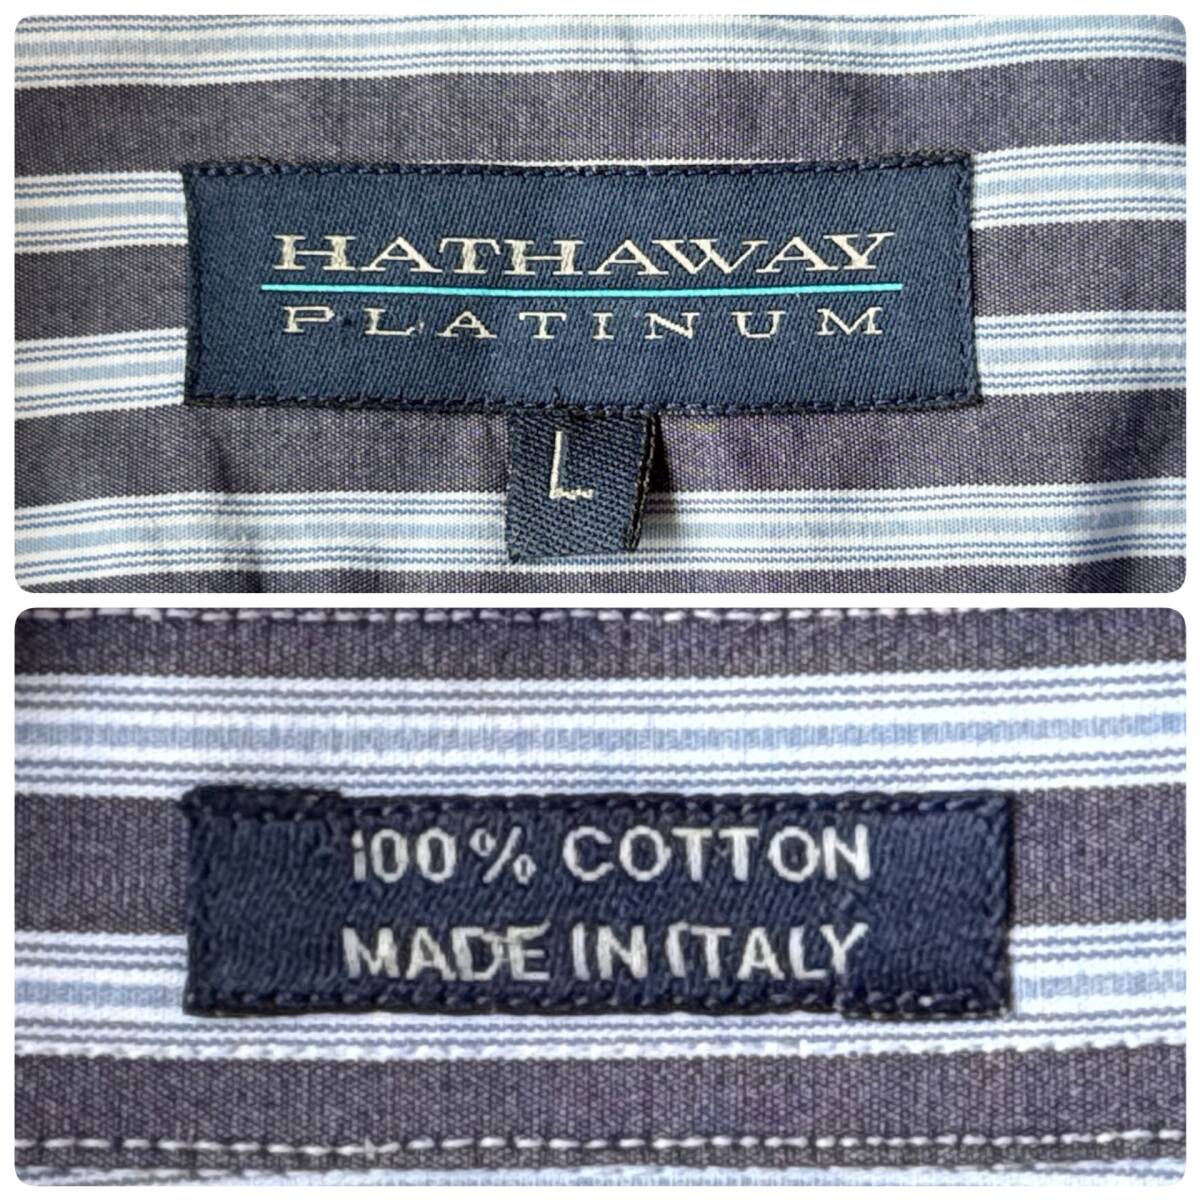 HATHAWAY
PLATINUM
L
100% COTTON
MADE IN ITALY